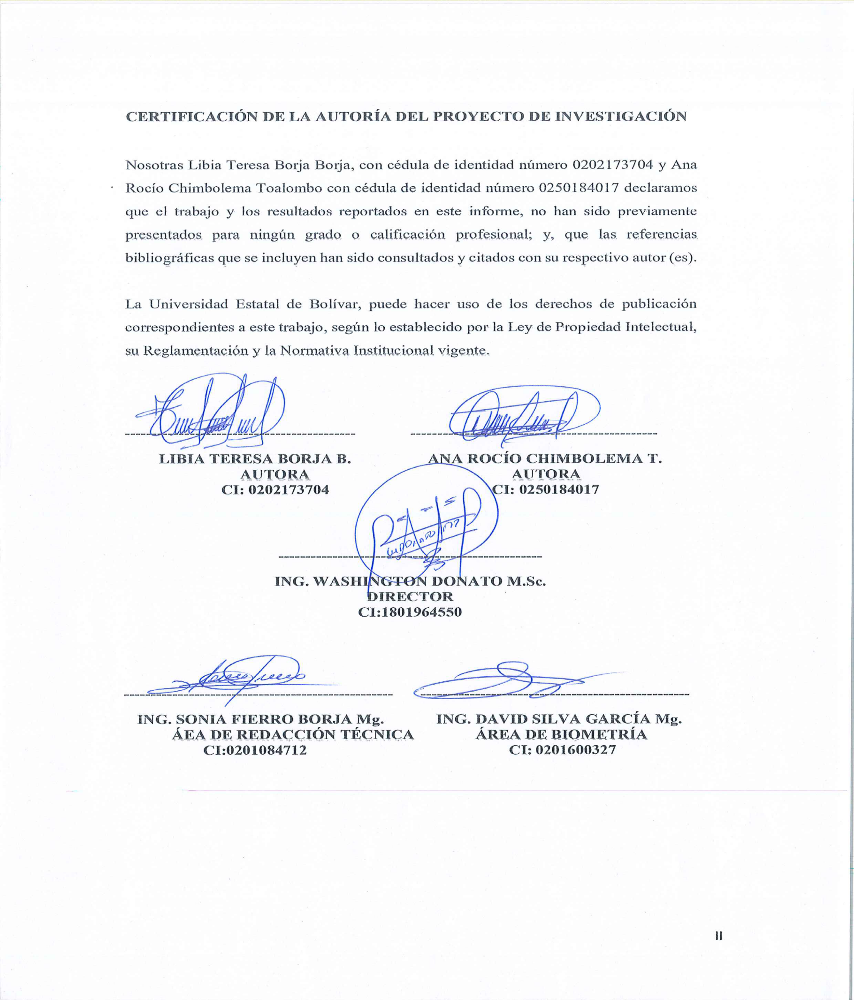 CERTIFICACIÓN DE LA AUTORÍA DEL PROYECTO DE INVESTIGACIÓN
Nosotras Libia Teresa Borja Borja, con cédula de identidad número 0202173704 y Ana
Rocío Chimbolema Toalombo con cédula de identidad número 0250184017 declaramos
que el trabajo y los resultados reportados en este informe, no han sido previamente
presentados para ningún grado o calificación profesional; y, que las referencias
bibliográficas que se incluyen han sido consultados y citados con su respectivo autor (es).
La Universidad Estatal de Bolívar, puede hacer uso de los derechos de publicación
correspondientes a este trabajo, según lo establecido por la Ley de Propiedad Intelectual,
su Reglamentación y la Normativa Institucional vigente.
LIBIA TERESA BORJA B.
AUTORA
CI: 0202173704
ANA ROCÍO CHIMBOLEMA T.
AUTORA
CI: 0250184017
ING. WASHINGTON DONATO M.Sc.
DIRECTOR
CI:1801964550
ING. SONIA FIERRO BORJA Mg.
ÁEA DE REDACCIÓN TÉCNICA
CI:0201084712
ING. DAVID SILVA GARCÍA Mg.
ÁREA DE BIOMETRÍA
CI: 0201600327
II